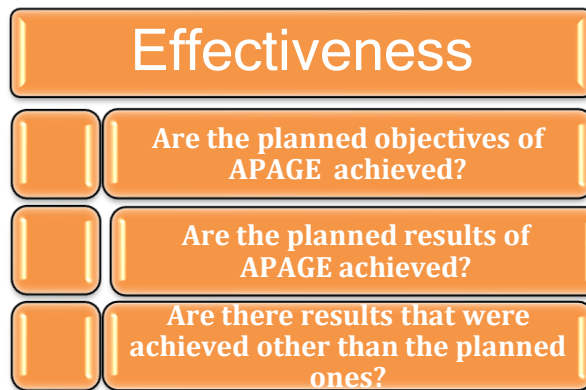 Effectiveness
Are the planned objectives of
APAGE achieved?
Are the planned results of
APAGE achieved?
Are there results that were
achieved other than the planned
ones?